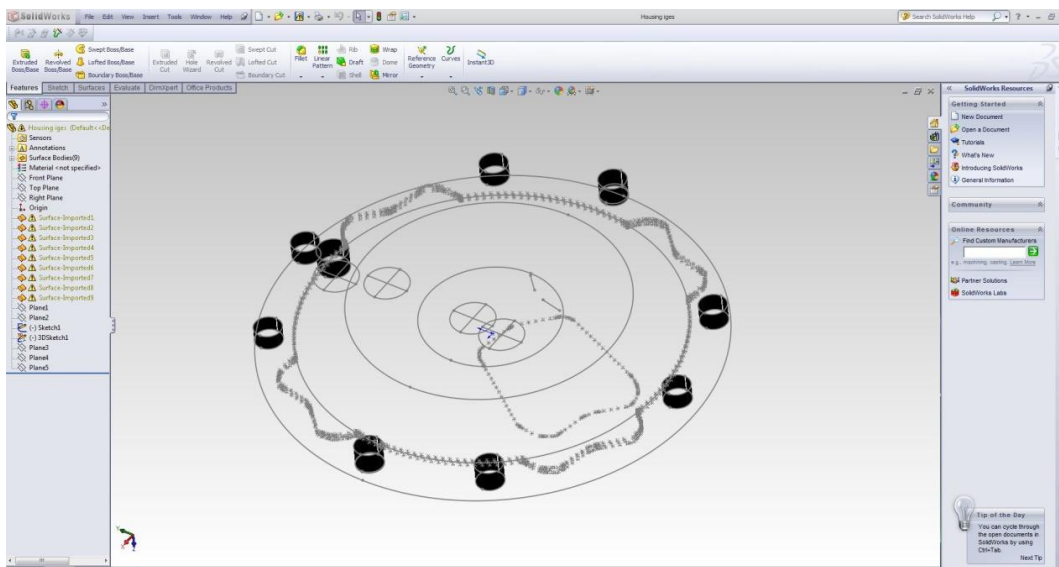 SolidWorks File Edit View Insert Tools Window Help Housing iges Search SolidWorks Help
Extruded Boss/Base Revolved Boss/Base Swept Boss/Base Lofted Boss/Base Boundary Boss/Base Extruded Cut Hole Wizard Revolved Cut Swept Cut Lofted Cut Boundary Cut Fillet Linear Pattern Rib Draft Shell Wrap Dome Mirror Reference Geometry Curves Instant3D
Features Sketch Surfaces Evaluate DimXpert Office Products
Housing iges (Default<<De
Sensors
Annotations
Surface Bodies(9)
Material <not specified>
Front Plane
Top Plane
Right Plane
Origin
Surface-Imported1
Surface-Imported2
Surface-Imported3
Surface-Imported4
Surface-Imported5
Surface-Imported6
Surface-Imported7
Surface-Imported8
Surface-Imported9
Plane1
Plane2
(-) Sketch1
(-) 3DSketch1
Plane3
Plane4
Plane5
SolidWorks Resources
Getting Started
New Document
Open a Document
Tutorials
What's New
Introducing SolidWorks
General Information
Community
Online Resources
Find Custom Manufacturers
e.g., machining, casting. Learn More
Partner Solutions
SolidWorks Labs
Tip of the Day
You can cycle through
the open documents in
SolidWorks by using
Ctrl+Tab.
Next Tip